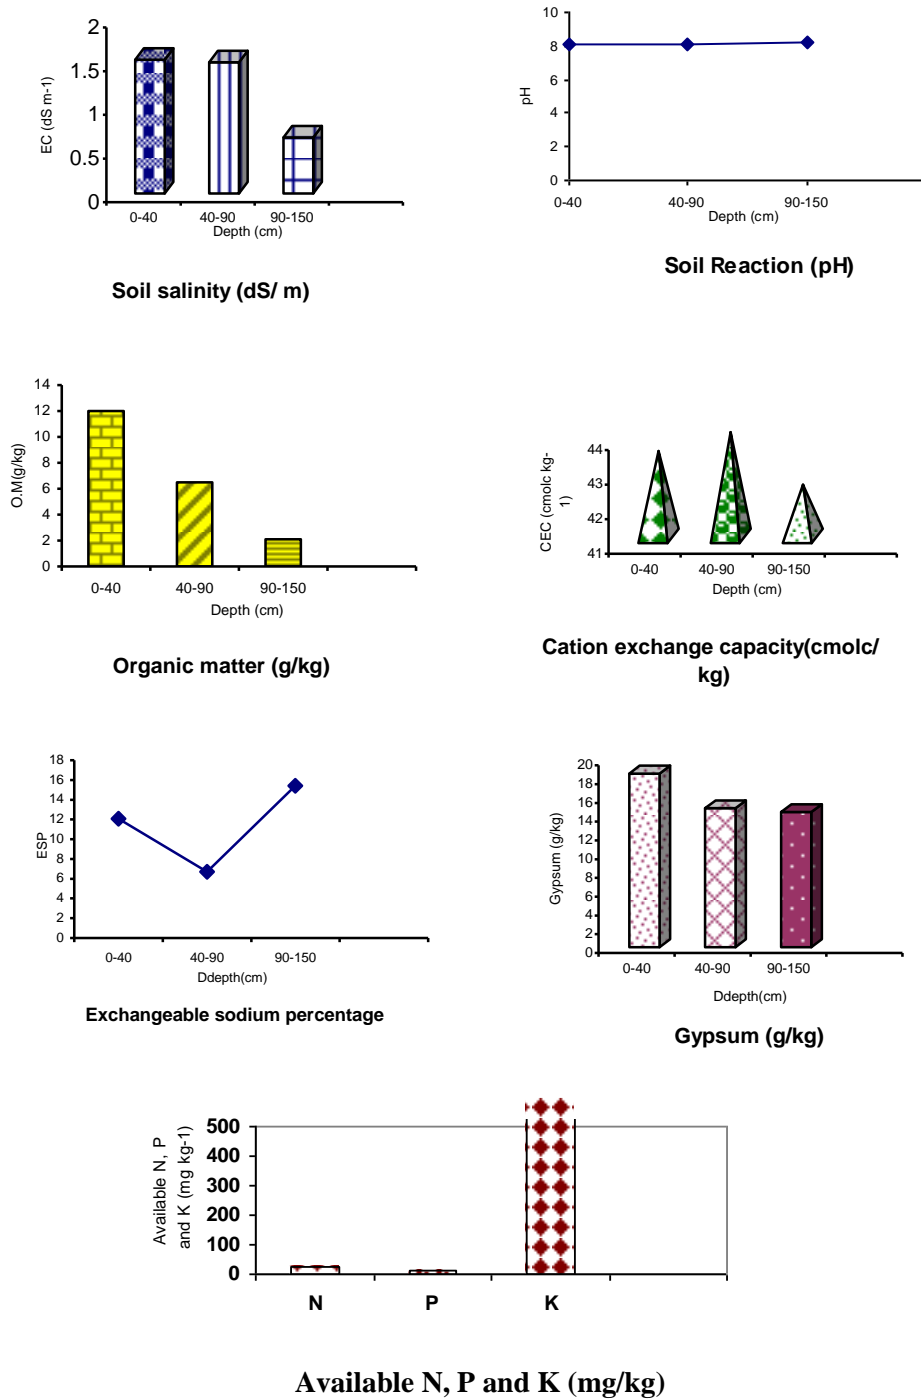 2
1.5
1
0.5
0
EC (dS m-1)
0-40 40-90 90-150
Depth (cm)
Soil salinity (dS/ m)
10
8
6
4
2
0
pH
0-40 40-90 90-150
Depth (cm)
Soil Reaction (pH)
14
12
10
8
6
4
2
0
O.M(g/kg)
0-40 40-90 90-150
Depth (cm)
Organic matter (g/kg)
44
43
42
41
CEC (cmolc kg-
1)
0-40 40-90 90-150
Depth (cm)
Cation exchange capacity(cmolc/
kg)
18
16
14
12
10
8
6
4
2
0
ESP
0-40 40-90 90-150
Ddepth(cm)
Exchangeable sodium percentage
20
18
16
14
12
10
8
6
4
2
0
Gypsum (g/kg)
0-40 40-90 90-150
Ddepth(cm)
Gypsum (g/kg)
500
400
300
200
100
0
Available N, P
and K (mg kg-1)
N P K
Available N, P and K (mg/kg)